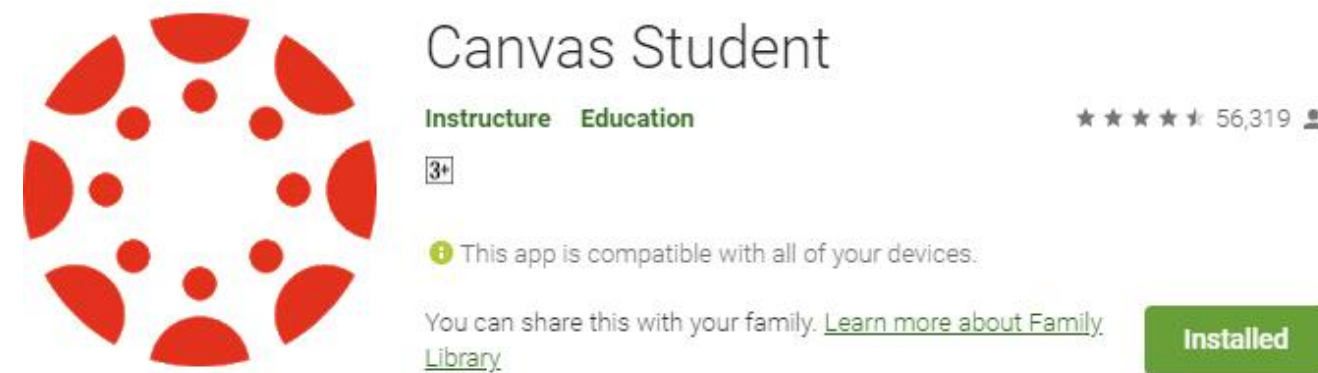 Canvas Student
Instructure Education 56,319
3+
This app is compatible with all of your devices.
You can share this with your family. Learn more about Family
Library
Installed